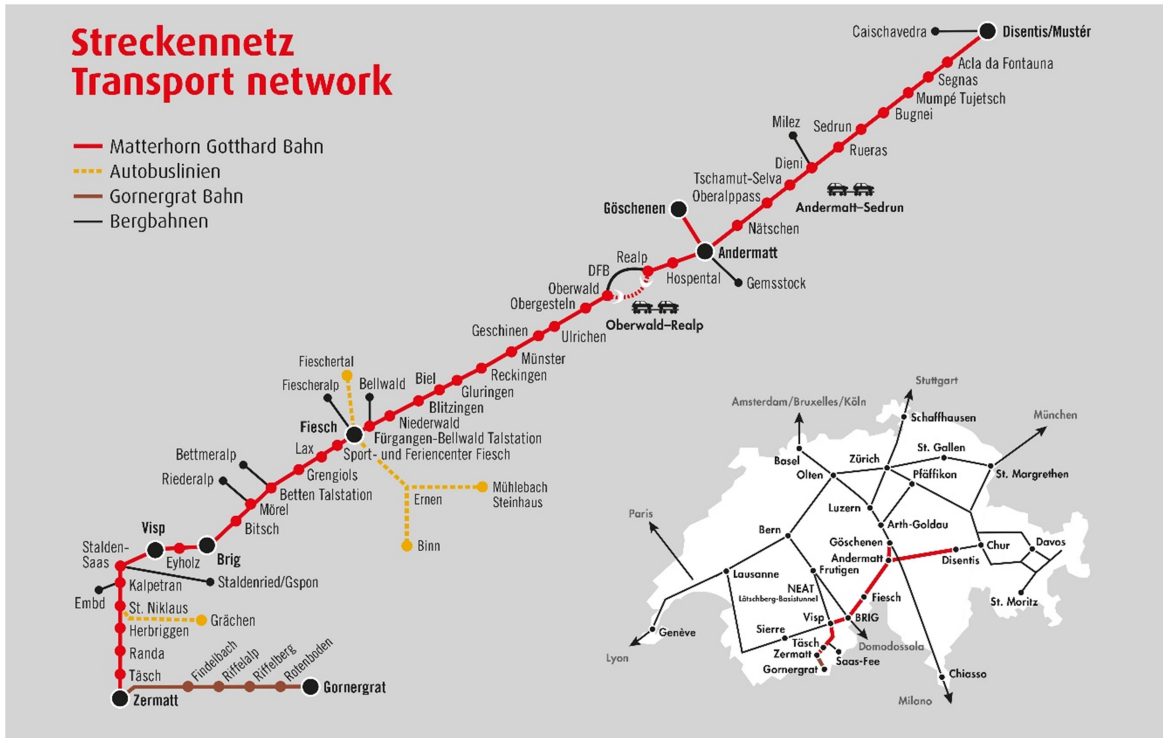 Streckennetz
Transport network
Matterhorn Gotthard Bahn
Autobuslinien
Gornergrat Bahn
Bergbahnen
Caischavedra
Disentis/Mustér
Acla da Fontauna
Segnas
Mumpé Tujetsch
Bugnei
Sedrun
Rueras
Milez
Dieni
Tschamut-Selva
Oberalppass
Andermatt–Sedrun
Nätschen
Göschenen
Andermatt
Gemsstock
Realp
Hospental
DFB
Oberwald
Oberwald–Realp
Obergesteln
Ulrichen
Geschinen
Münster
Reckingen
Gluringen
Biel
Blitzingen
Niederwald
Bellwald
Fürgangen-Bellwald Talstation
Fieschertal
Fiescheralp
Fiesch
Sport- und Feriencenter Fiesch
Lax
Grengiols
Betten Talstation
Bettmeralp
Riederalp
Mörel
Bitsch
Ernen
Mühlebach
Steinhaus
Binn
Visp
Eyholz
Brig
Stalden-
Saas
Staldenried/Gspon
Kalpetran
Embd
St. Niklaus
Grächen
Herbriggen
Randa
Täsch
Zermatt
Findelbach
Riffelalp
Riffelberg
Rotenboden
Gornergrat
Stuttgart
Amsterdam/Bruxelles/Köln
Schaffhausen
München
Basel
Olten
Zürich
St. Gallen
Pfäffikon
St. Margrethen
Luzern
Paris
Bern
Arth-Goldau
Göschenen
Andermatt
Disentis
Chur
Davos
St. Moritz
Lausanne
Frutigen
NEAT
Lötschberg-Basistunnel
Fiesch
Visp
BRIG
Sierre
Genève
Lyon
Täsch
Zermatt
Gornergrat
Saas-Fee
Domodossola
Chiasso
Milano